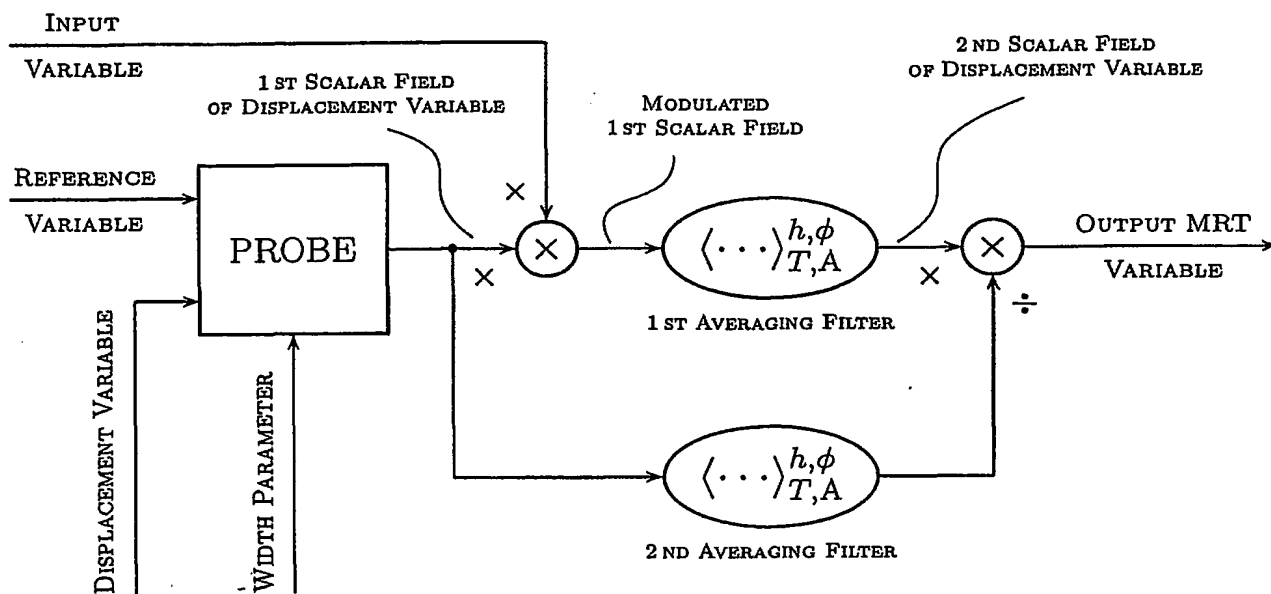 INPUT
VARIABLE
1ST SCALAR FIELD
OF DISPLACEMENT VARIABLE
MODULATED
1ST SCALAR FIELD
2ND SCALAR FIELD
OF DISPLACEMENT VARIABLE
REFERENCE
VARIABLE
PROBE
×
×
×
⟨···⟩ h,ϕ T,A
1ST AVERAGING FILTER
×
×
÷
OUTPUT MRT
VARIABLE
DISPLACEMENT VARIABLE
WIDTH PARAMETER
⟨···⟩ h,ϕ T,A
2ND AVERAGING FILTER